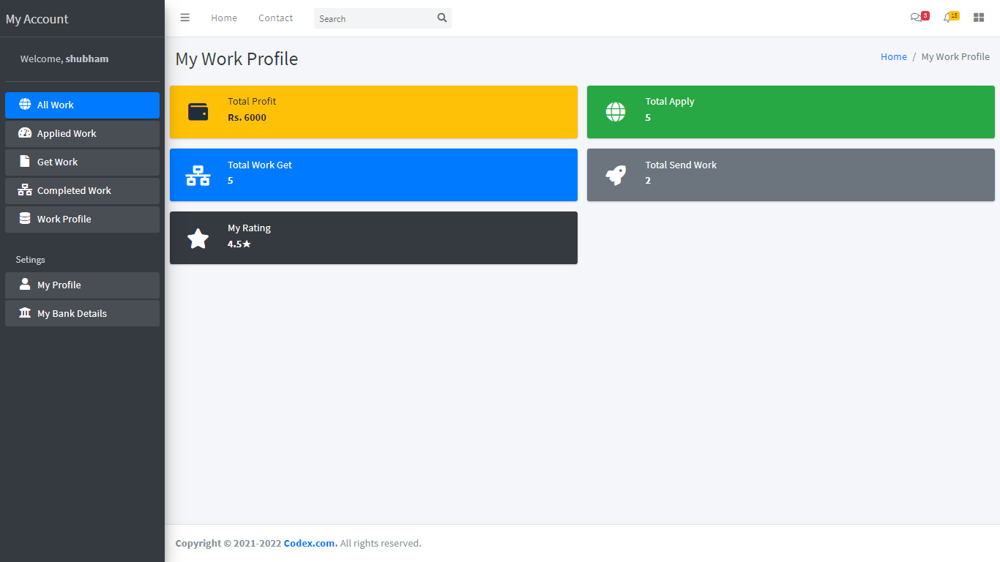 My Account
Home
Contact
Search
3
15
Welcome, shubham
My Work Profile
Home / My Work Profile
All Work
Applied Work
Get Work
Completed Work
Work Profile
Setings
My Profile
My Bank Details
Total Profit
Rs. 6000
Total Apply
5
Total Work Get
5
Total Send Work
2
My Rating
4.5★
Copyright © 2021-2022 Codex.com. All rights reserved.